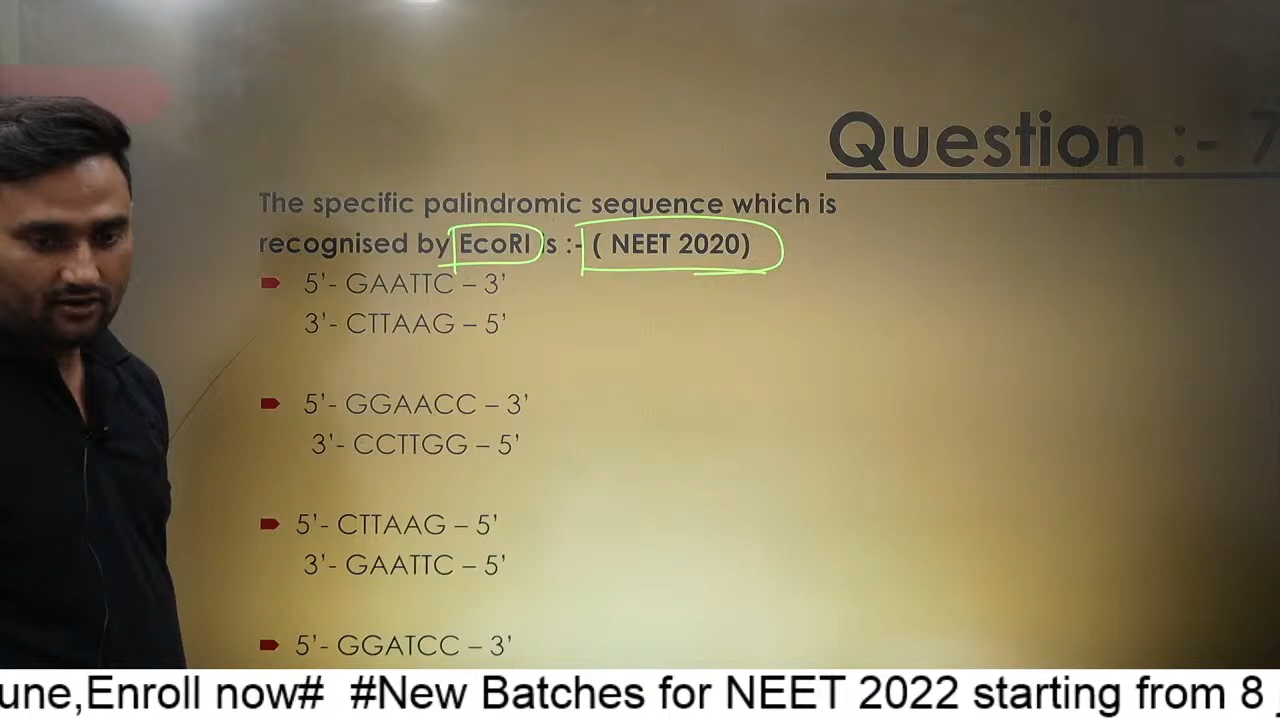 Question :- 7
The specific palindromic sequence which is
recognised by EcoRI is :- ( NEET 2020)
5'- GAATTC – 3'
3'- CTTAAG – 5'
5'- GGAACC – 3'
3'- CCTTGG – 5'
5'- CTTAAG – 5'
3'- GAATTC – 5'
5'- GGATCC – 3'
une,Enroll now# #New Batches for NEET 2022 starting from 8